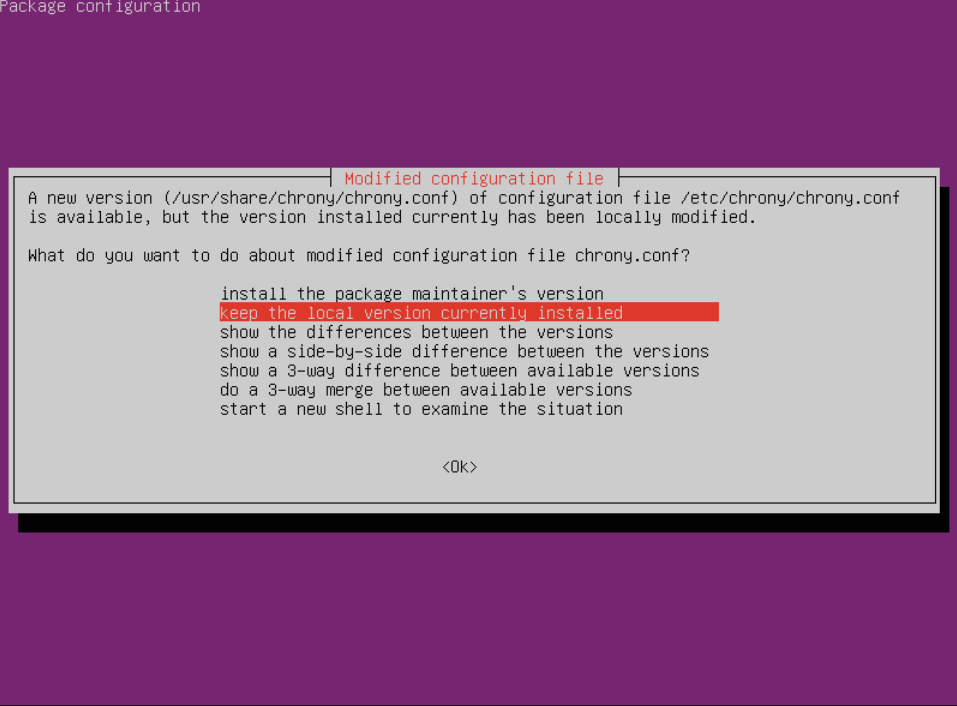 Package configuration
Modified configuration file
A new version (/usr/share/chrony/chrony.conf) of configuration file /etc/chrony/chrony.conf
is available, but the version installed currently has been locally modified.
What do you want to do about modified configuration file chrony.conf?
install the package maintainer's version
keep the local version currently installed
show the differences between the versions
show a side-by-side difference between the versions
show a 3-way difference between available versions
do a 3-way merge between available versions
start a new shell to examine the situation
<Ok>